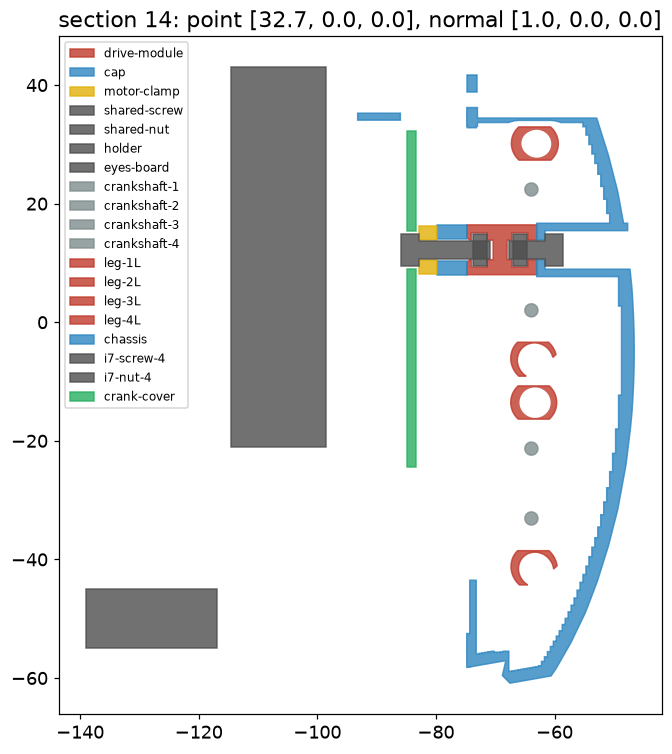 section 14: point [32.7, 0.0, 0.0], normal [1.0, 0.0, 0.0]
drive-module
cap
motor-clamp
shared-screw
shared-nut
holder
eyes-board
crankshaft-1
crankshaft-2
crankshaft-3
crankshaft-4
leg-1L
leg-2L
leg-3L
leg-4L
chassis
i7-screw-4
i7-nut-4
crank-cover
40
20
0
−20
−40
−60
−140
−120
−100
−80
−60